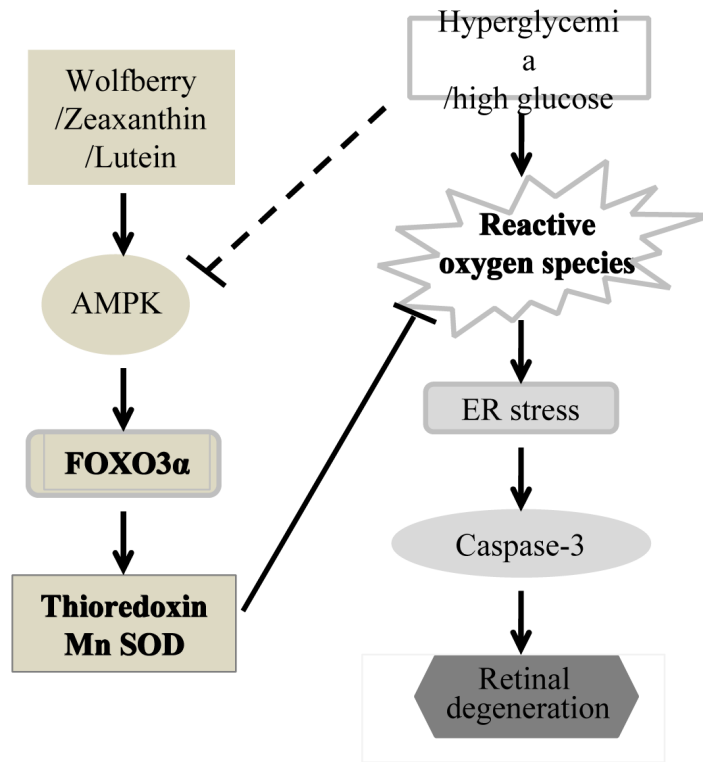 Wolfberry
/Zeaxanthin
/Lutein
AMPK
FOXO3α
Thioredoxin
Mn SOD
Hyperglycemi
a
/high glucose
Reactive
oxygen species
ER stress
Caspase-3
Retinal
degeneration